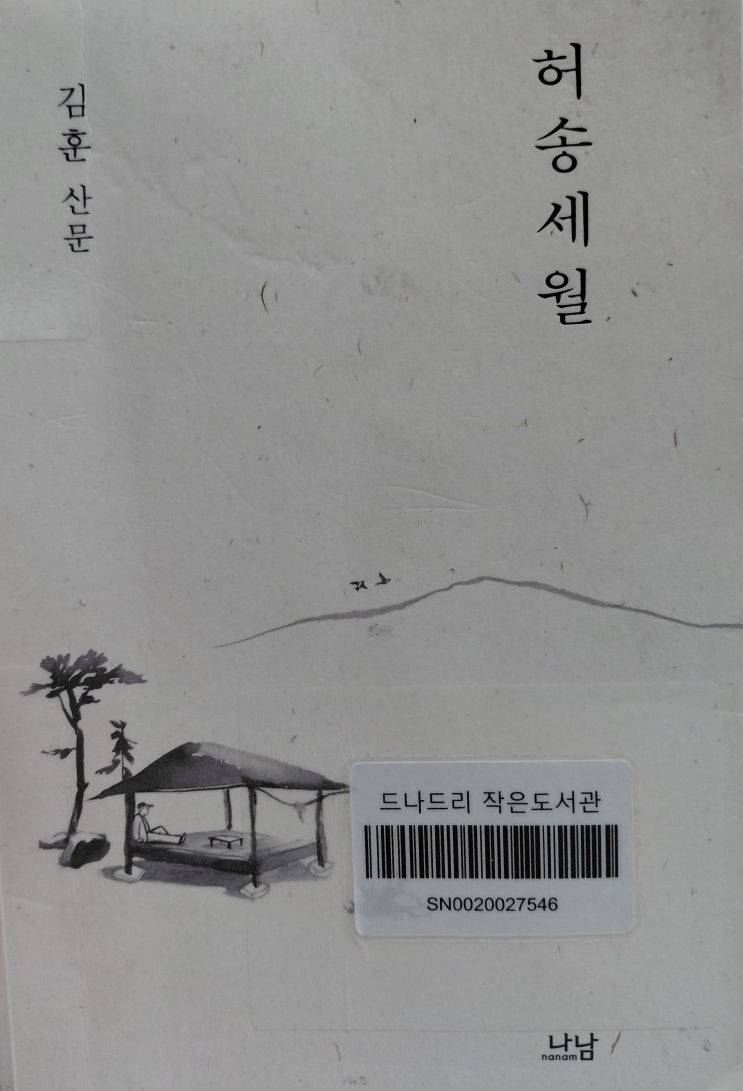 허송세월
김훈 산문
드나드리 작은도서관
SN0020027546
나남
nanam